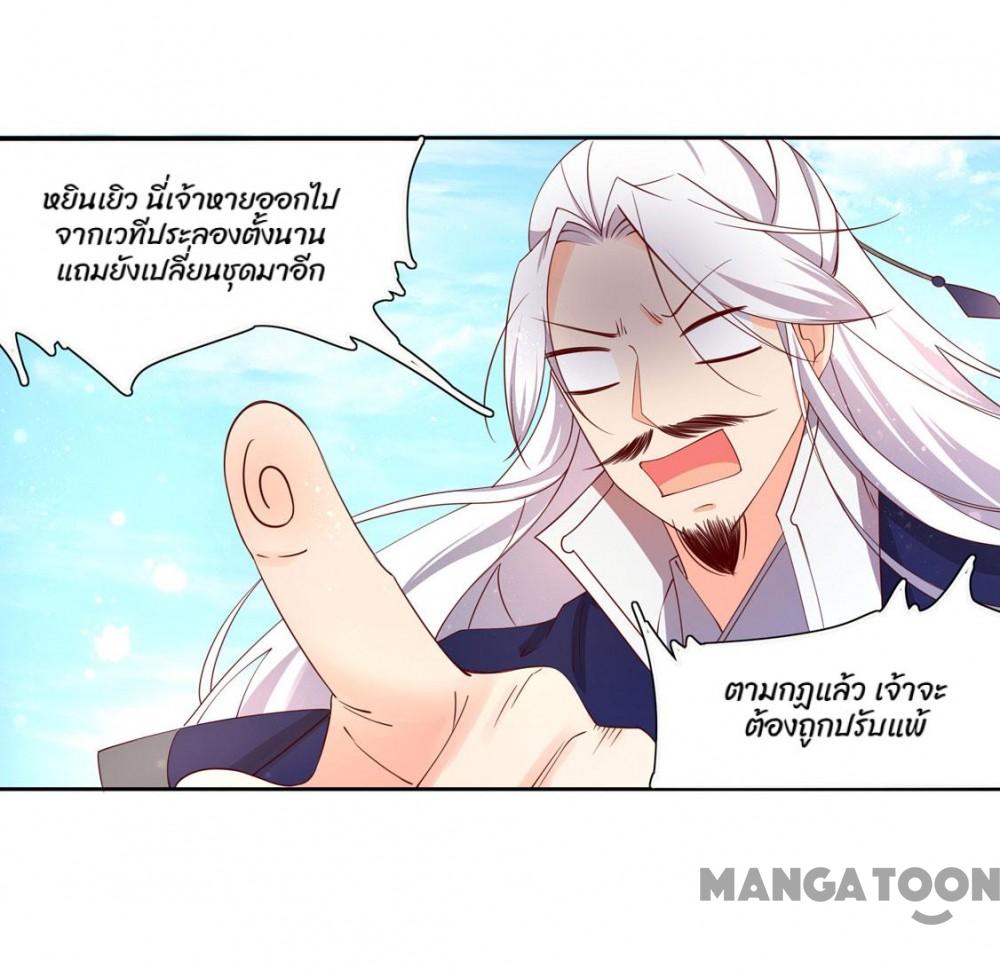 หยินเยิว นี่เจ้าหายออกไป
จากเวทีประลองตั้งนาน
แถมยังเปลี่ยนชุดมาอีก
ตามกฏแล้ว เจ้าจะ
ต้องถูกปรับแพ้
MANGATOON